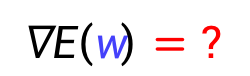 ∇E(w) = ?